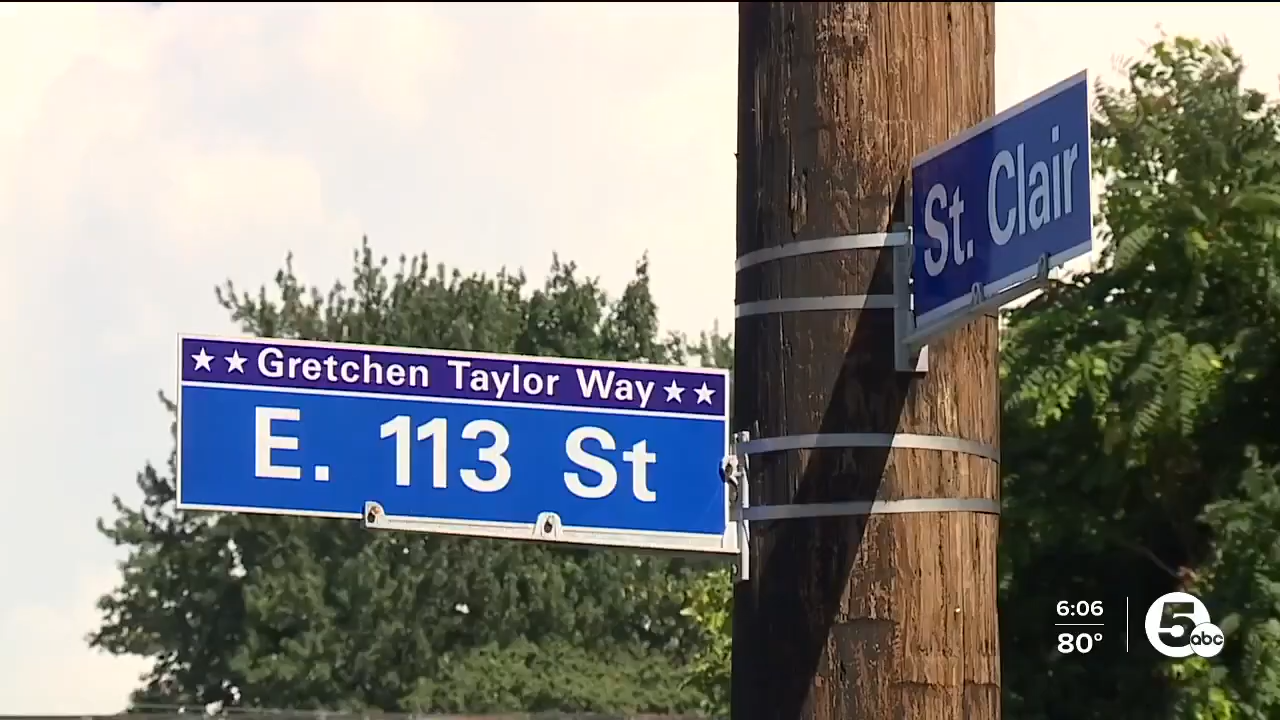 St. Clair
★ ★ Gretchen Taylor Way ★ ★
E. 113 St
6:06
80°
5 abc